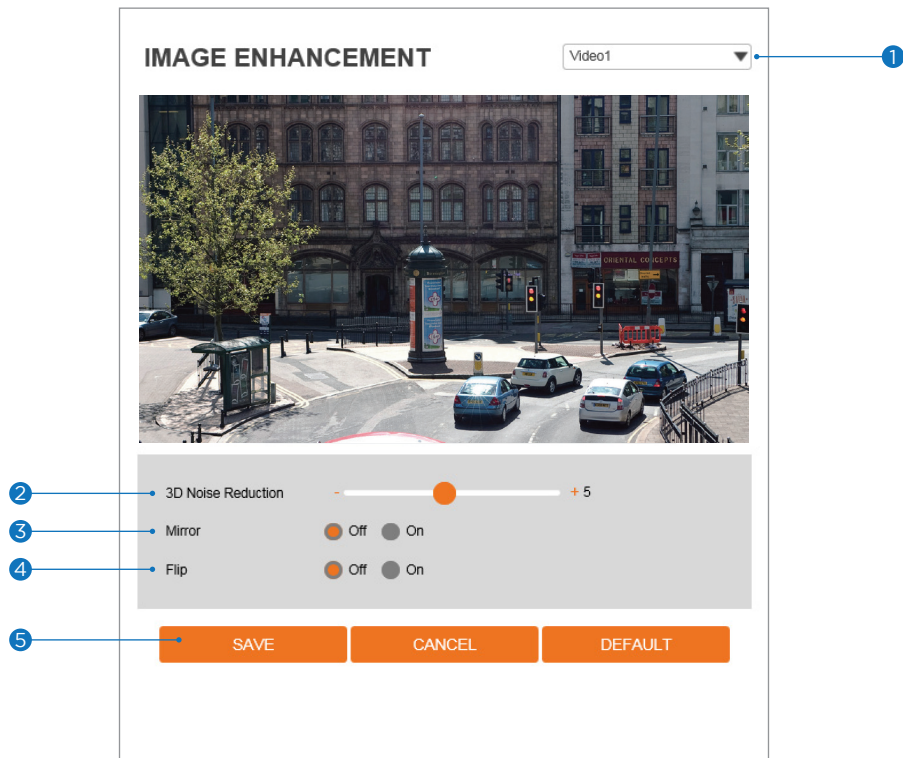 IMAGE ENHANCEMENT
Video1
1
ORIENTAL CONCEPTS
2
3D Noise Reduction - + 5
3
Mirror Off On
4
Flip Off On
5
SAVE CANCEL DEFAULT